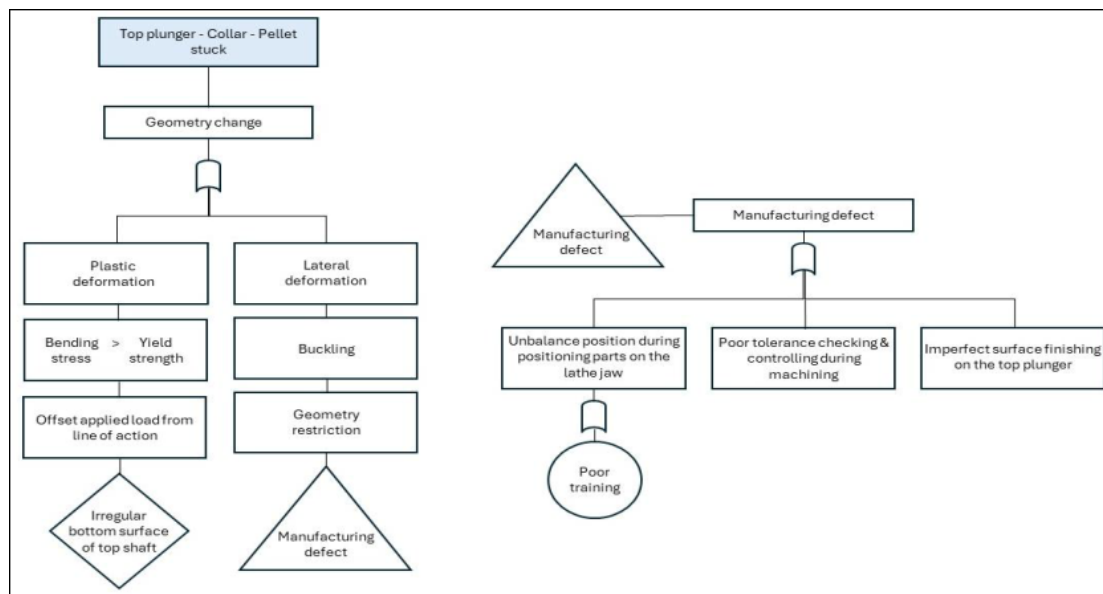 Top plunger - Collar - Pellet
stuck
Geometry change
Plastic
deformation
Lateral
deformation
Bending > Yield
stress strength
Buckling
Offset applied load from
line of action
Geometry
restriction
Irregular
bottom surface
of top shaft
Manufacturing
defect
Manufacturing
defect
Manufacturing defect
Unbalance position during
positioning parts on the
lathe jaw
Poor tolerance checking &
controlling during
machining
Imperfect surface finishing
on the top plunger
Poor
training